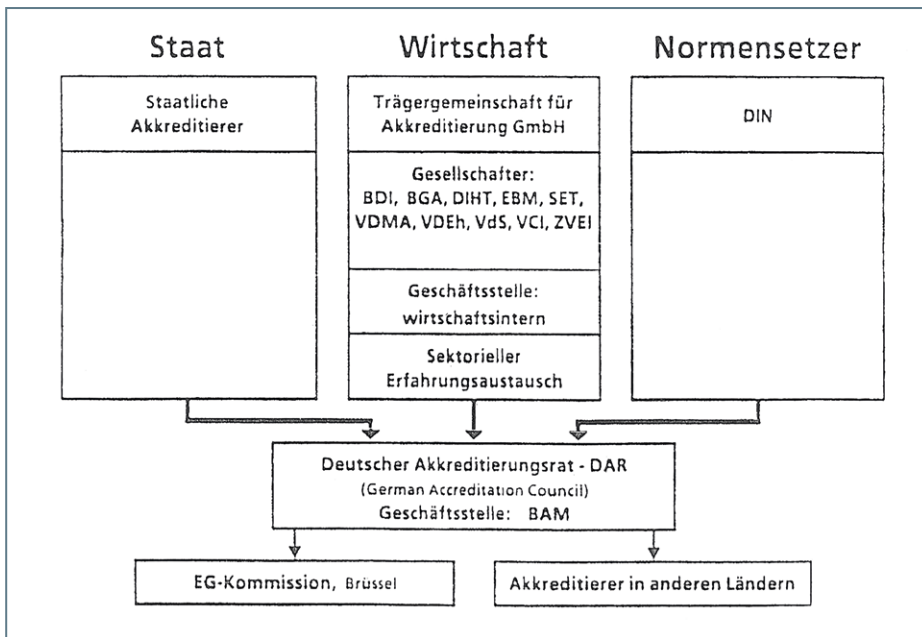 Staat
Staatliche
Akkreditierer
Wirtschaft
Trägergemeinschaft für
Akkreditierung GmbH
Gesellschafter:
BDI, BGA, DIHT, EBM, SET,
VDMA, VDEh, VdS, VCI, ZVEI
Geschäftsstelle:
wirtschaftsintern
Sektorieller
Erfahrungsaustausch
Normensetzer
DIN
Deutscher Akkreditierungsrat - DAR
(German Accreditation Council)
Geschäftsstelle: BAM
EG-Kommission, Brüssel
Akkreditierer in anderen Ländern